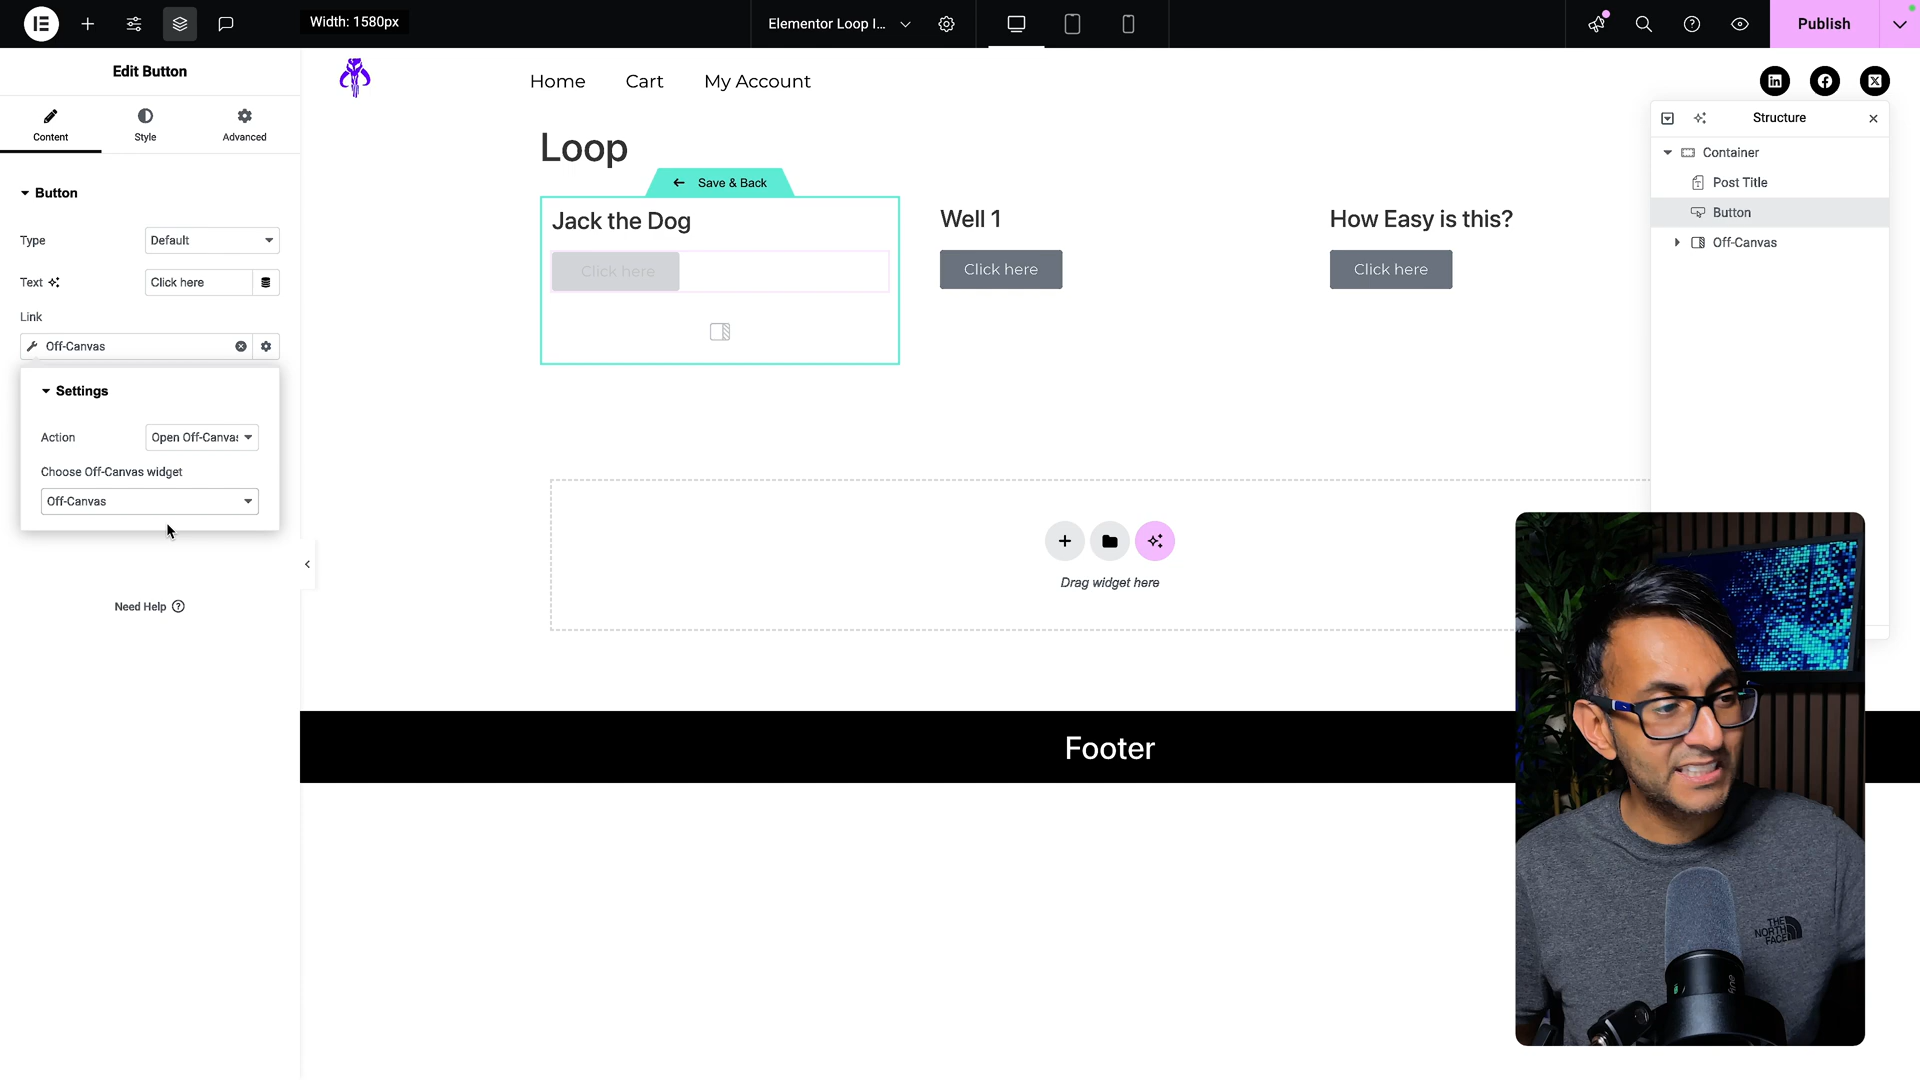 Width: 1580px
Elementor Loop I...
Publish
Edit Button
Content
Style
Advanced
Button
Type
Default
Text
Click here
Link
Off-Canvas
Settings
Action
Open Off-Canvas
Choose Off-Canvas widget
Off-Canvas
Need Help
Home
Cart
My Account
Loop
Save & Back
Jack the Dog
Click here
Well 1
Click here
How Easy is this?
Click here
Drag widget here
Footer
Structure
Container
Post Title
Button
Off-Canvas
THE
NORTH
FACE